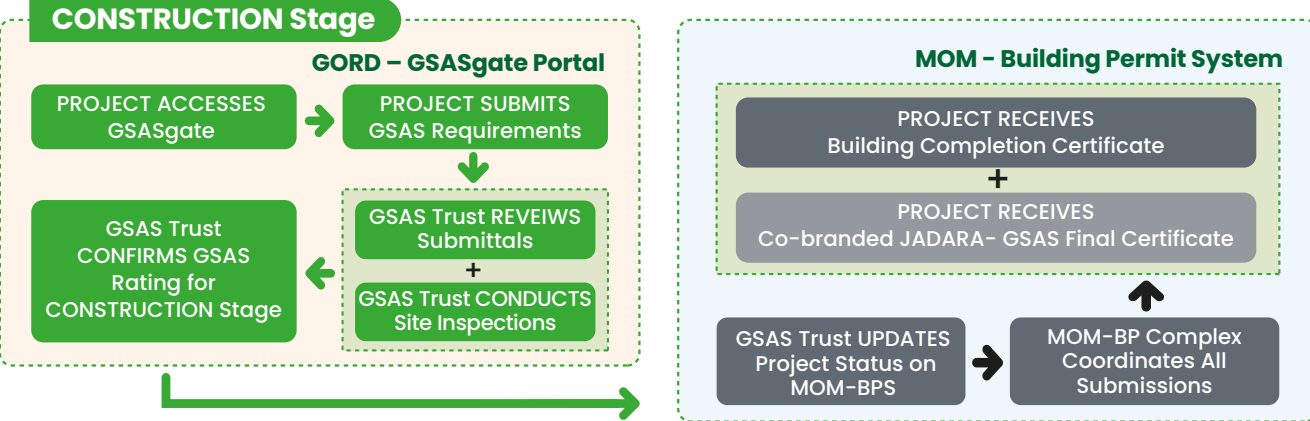 CONSTRUCTION Stage
GORD – GSASgate Portal
PROJECT ACCESSES
GSASgate
PROJECT SUBMITS
GSAS Requirements
GSAS Trust REVEIWS
Submittals
+
GSAS Trust CONDUCTS
Site Inspections
GSAS Trust
CONFIRMS GSAS
Rating for
CONSTRUCTION Stage
MOM - Building Permit System
PROJECT RECEIVES
Building Completion Certificate
+
PROJECT RECEIVES
Co-branded JADARA- GSAS Final Certificate
GSAS Trust UPDATES
Project Status on
MOM-BPS
MOM-BP Complex
Coordinates All
Submissions